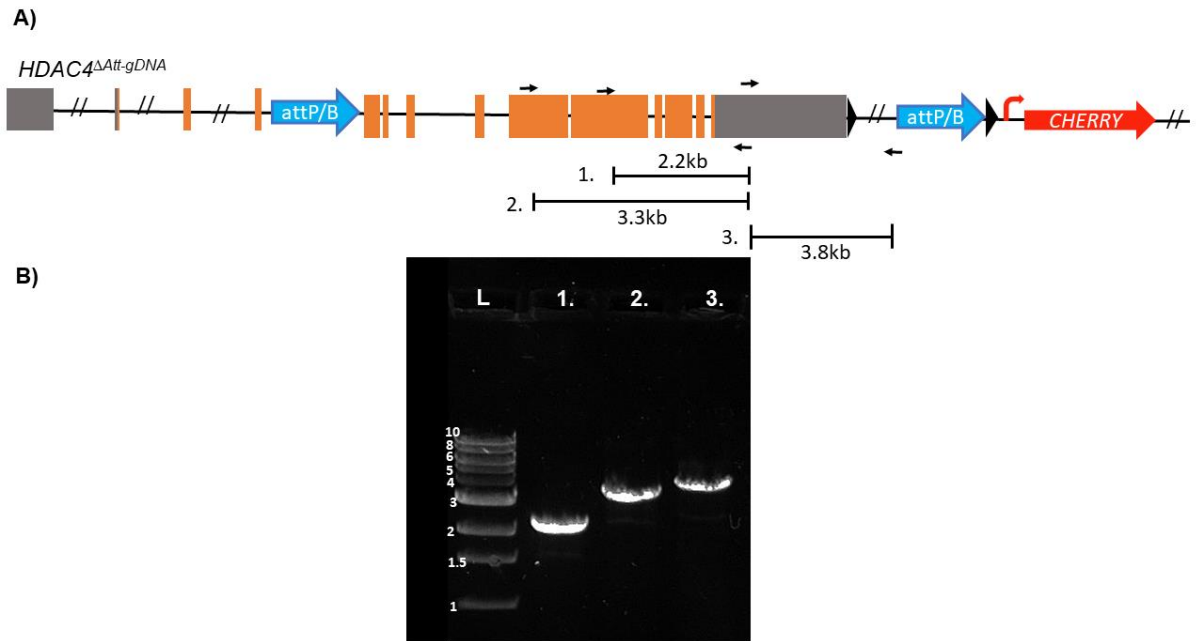 A)
HDAC4ΔAtt-gDNA
attP/B
attP/B
CHERRY
1.
2.2kb
2.
3.3kb
3.
3.8kb
B)
L 1. 2. 3.
10
8
6
5
4
3
2
1.5
1